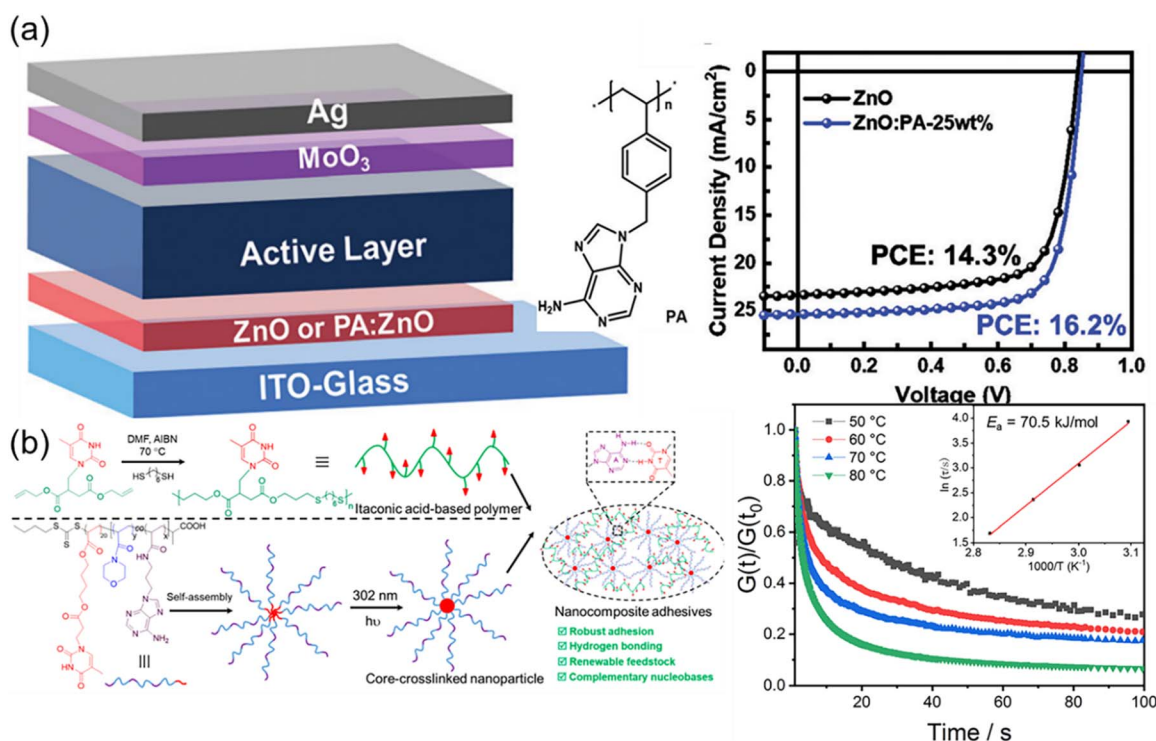 (a)
Ag
MoO₃
Active Layer
ZnO or PA:ZnO
ITO-Glass
n
N
N
N
N
H₂N
PA
Current Density (mA/cm²)
0
5
10
15
20
25
ZnO
ZnO:PA-25wt%
PCE: 14.3%
PCE: 16.2%
0.0 0.2 0.4 0.6 0.8 1.0
Voltage (V)
(b)
DMF, AIBN
70 °C
HS SH
6
Itaconic acid-based polymer
COOH
Self-assembly
302 nm
hυ
Core-crosslinked nanoparticle
A
T
Nanocomposite adhesives
☑ Robust adhesion
☑ Hydrogen bonding
☑ Renewable feedstock
☑ Complementary nucleobases
G(t)/G(t₀)
1.0
0.8
0.6
0.4
0.2
0.0
50 °C
60 °C
70 °C
80 °C
Eₐ = 70.5 kJ/mol
ln (τ/s)
4.0
3.5
3.0
2.5
2.0
1.5
2.8 2.9 3.0 3.1
1000/T (K⁻¹)
20 40 60 80 100
Time / s